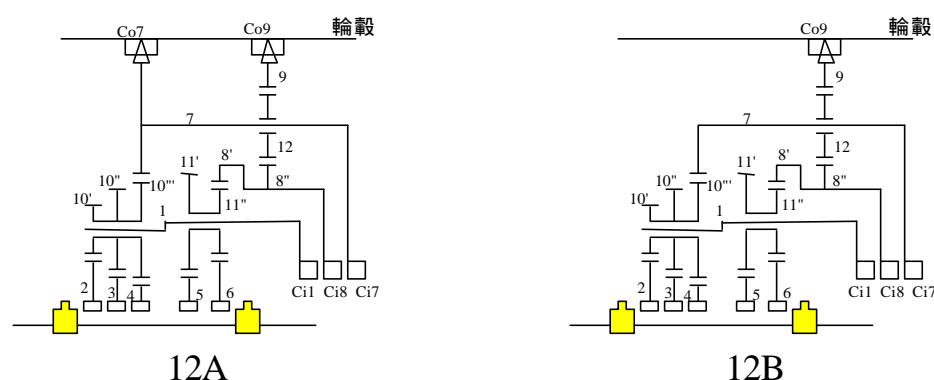 Co7 Co9 輪轂
9
7
12
11' 8'
10" 10"' 8"
10' 1 11"
2 3 4 5 6 Ci1 Ci8 Ci7
12A
Co9 輪轂
9
7
12
11' 8'
10" 10"' 8"
10' 1 11"
2 3 4 5 6 Ci1 Ci8 Ci7
12B